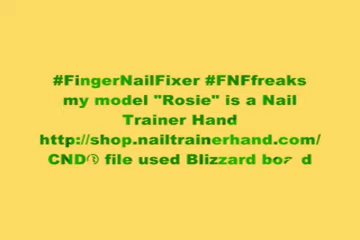 #FingerNailFixer #FNFfreaks
my model "Rosie" is a Nail
Trainer Hand
http://shop.nailtrainerhand.com/
CND® file used Blizzard